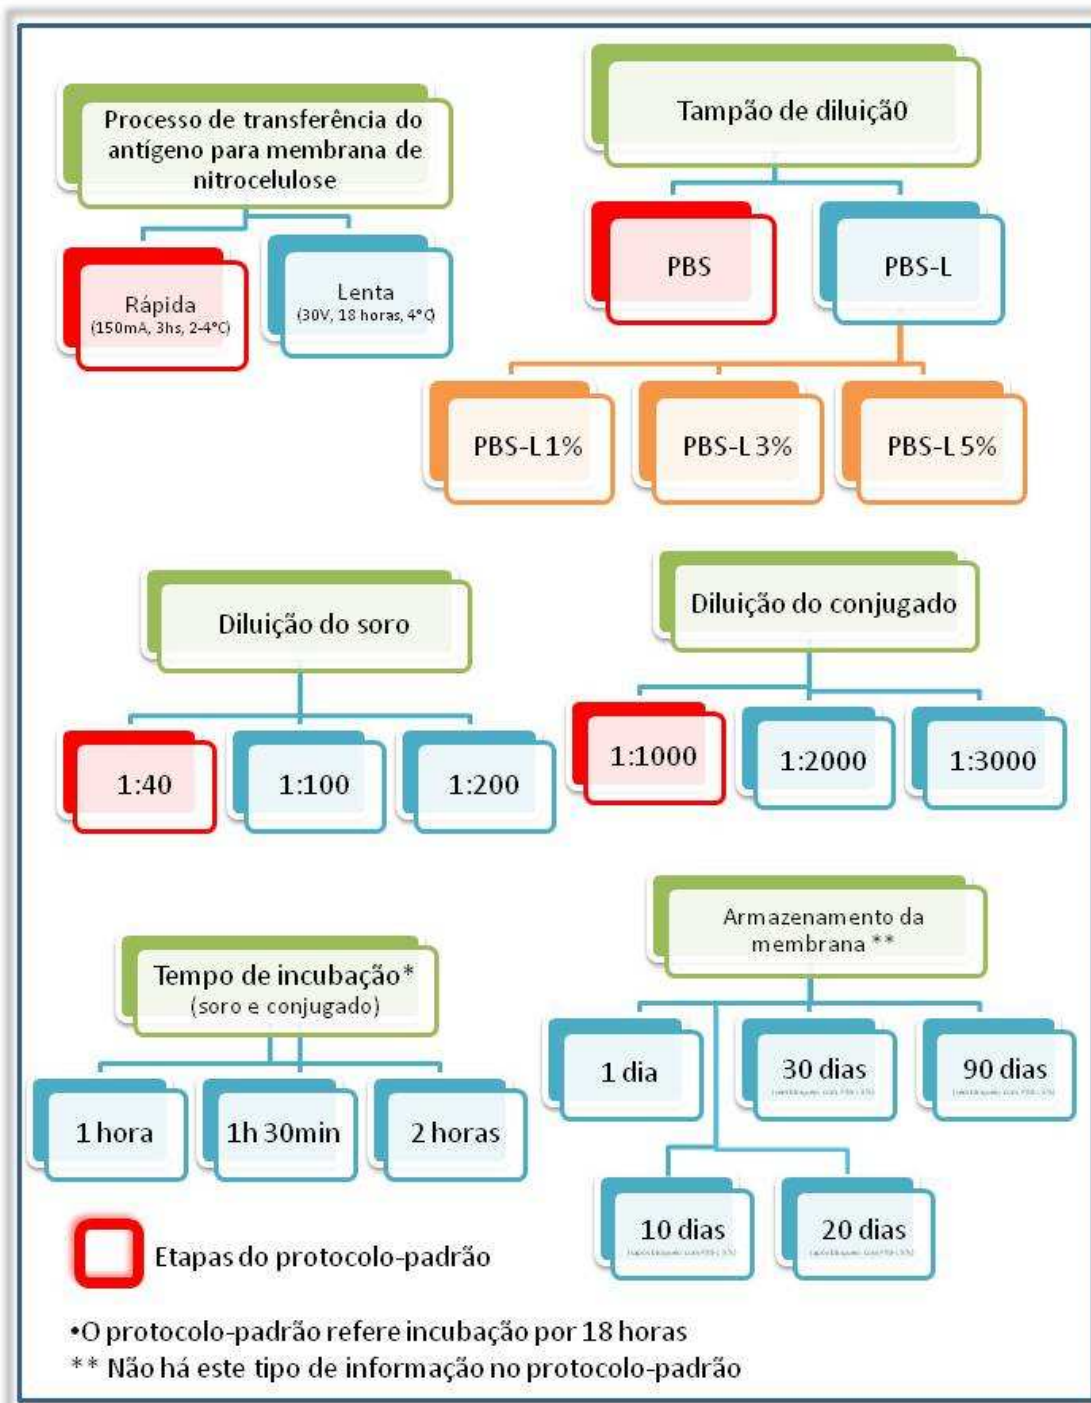 Processo de transferência do
antígeno para membrana de
nitrocelulose
Rápida
(150mA, 3hs, 2-4°C)
Lenta
(30V, 18 horas, 4°C)
Tampão de diluiçã0
PBS
PBS-L
PBS-L 1%
PBS-L 3%
PBS-L 5%
Diluição do soro
1:40
1:100
1:200
Diluição do conjugado
1:1000
1:2000
1:3000
Tempo de incubação*
(soro e conjugado)
1 hora
1h 30min
2 horas
Armazenamento da
membrana **
1 dia
30 dias
90 dias
10 dias
20 dias
Etapas do protocolo-padrão
•O protocolo-padrão refere incubação por 18 horas
** Não há este tipo de informação no protocolo-padrão